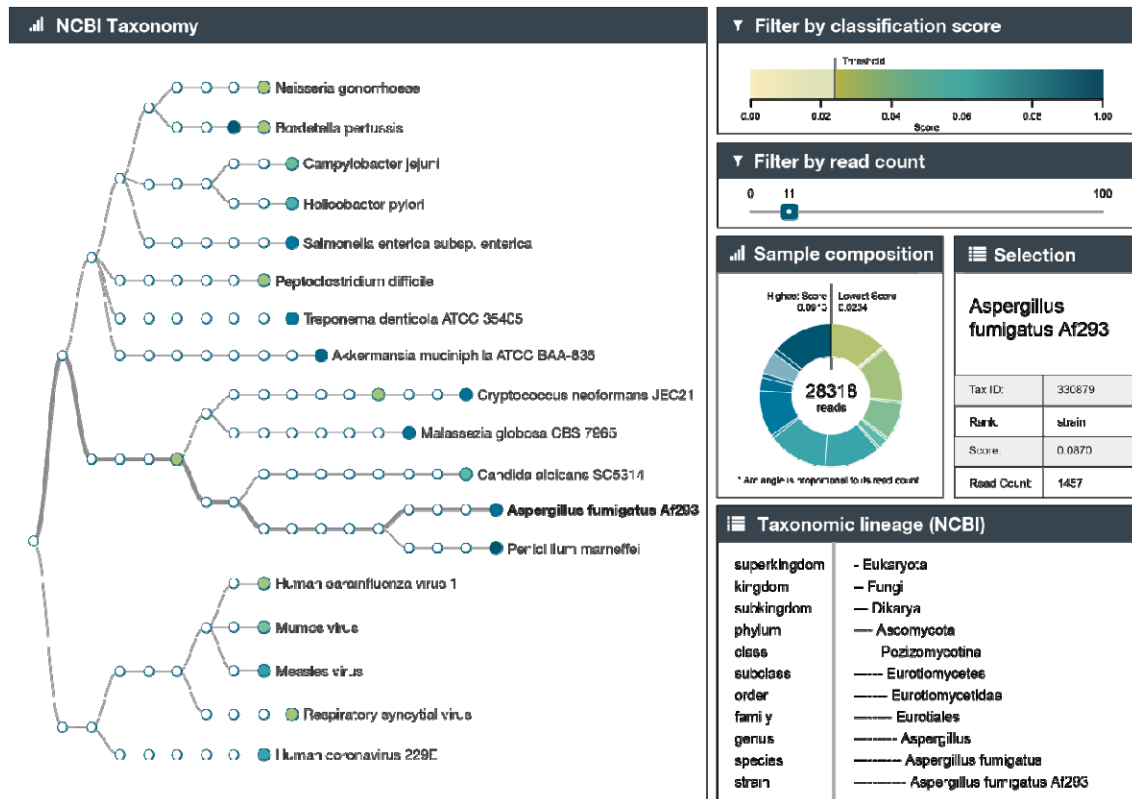 NCBI Taxonomy
Neisseria gonorrhoeae
Bordetella pertussis
Campylobacter jejuni
Helicobacter pylori
Salmonella enterica subsp. enterica
Peptoclostridium difficile
Treponema denticola ATCC 35405
Akkermansia muciniphila ATCC BAA-835
Cryptococcus neoformans JEC21
Malassezia globosa CBS 7966
Candida albicans SC5314
Aspergillus fumigatus Af293
Penicillium marneffei
Human parainfluenza virus 1
Mumps virus
Measles virus
Respiratory syncytial virus
Human coronavirus 229E
Filter by classification score
Threshold
0.00 0.02 0.04 0.06 0.08 1.00
Score
Filter by read count
0 11 100
Sample composition
Highest Score Lowest Score
0.0913 0.0234
28318
reads
* Arc angle is proportional to its read count
Selection
Aspergillus
fumigatus Af293
Tax ID: 330879
Rank: strain
Score: 0.0870
Read Count: 1457
Taxonomic lineage (NCBI)
superkingdom - Eukaryota
kingdom -- Fungi
subkingdom --- Dikarya
phylum ---- Ascomycota
class Pezizomycotina
subclass ------ Eurotiomycetes
order ------- Eurotiomycetidae
family -------- Eurotiales
genus --------- Aspergillus
species ---------- Aspergillus fumigatus
strain ----------- Aspergillus fumigatus Af293